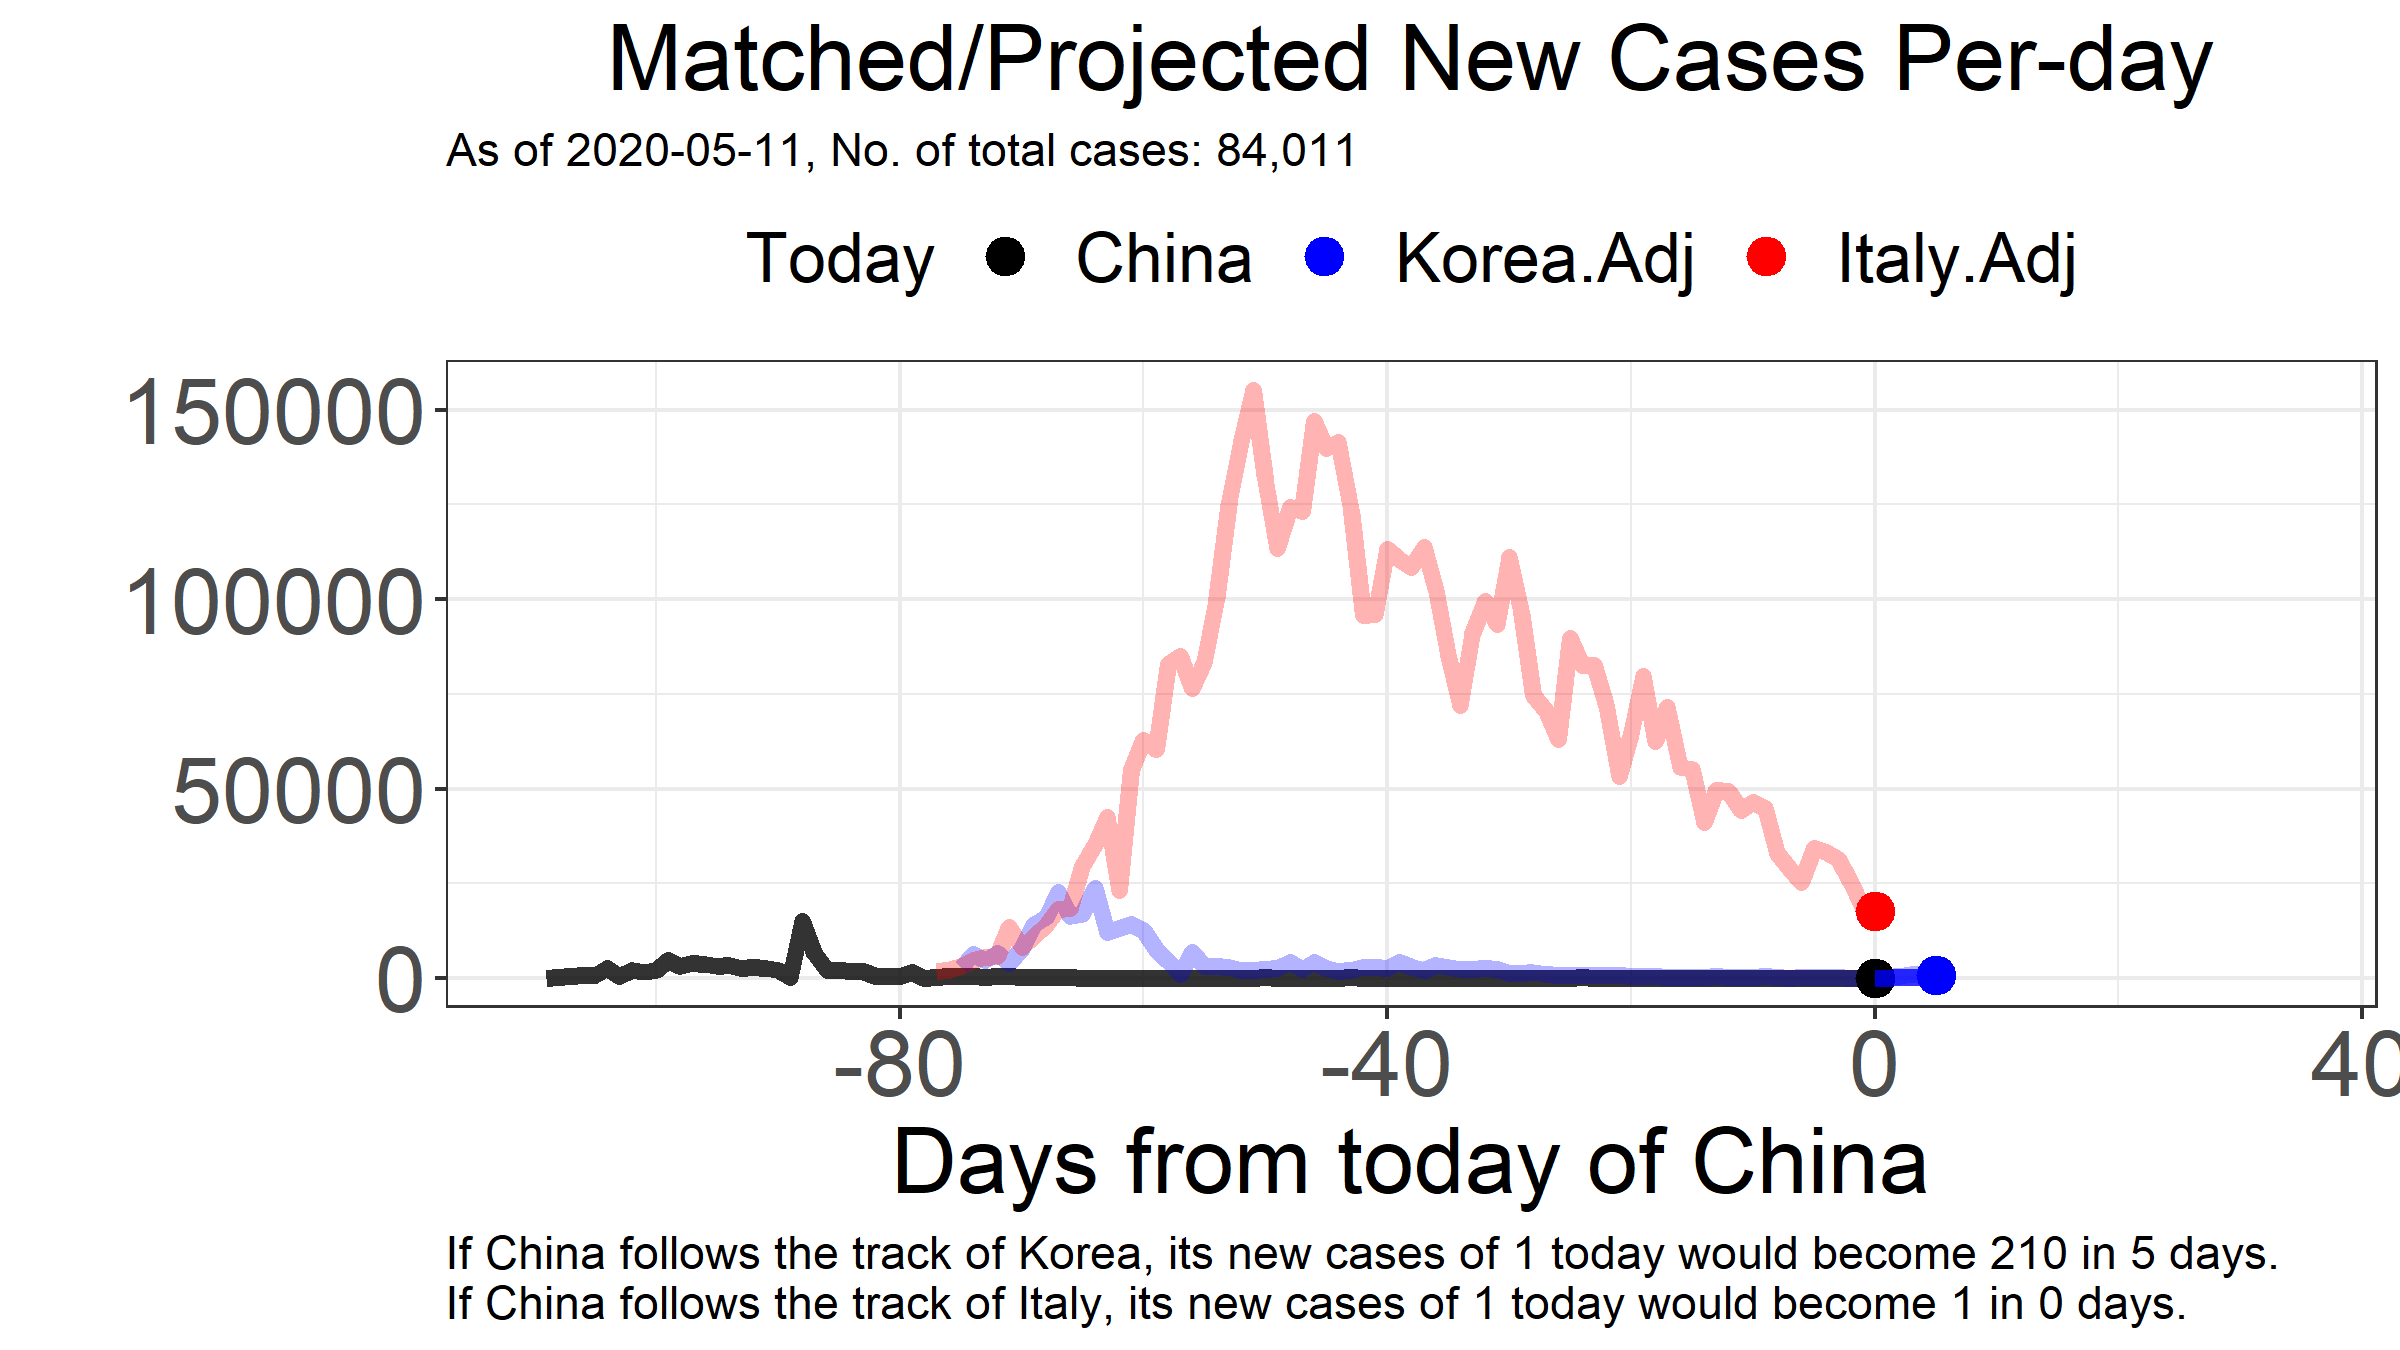 Matched/Projected New Cases Per-day
As of 2020-05-11, No. of total cases: 84,011
Today China Korea.Adj Italy.Adj
150000
100000
50000
0
-80 -40 0 40
Days from today of China
If China follows the track of Korea, its new cases of 1 today would become 210 in 5 days.
If China follows the track of Italy, its new cases of 1 today would become 1 in 0 days.